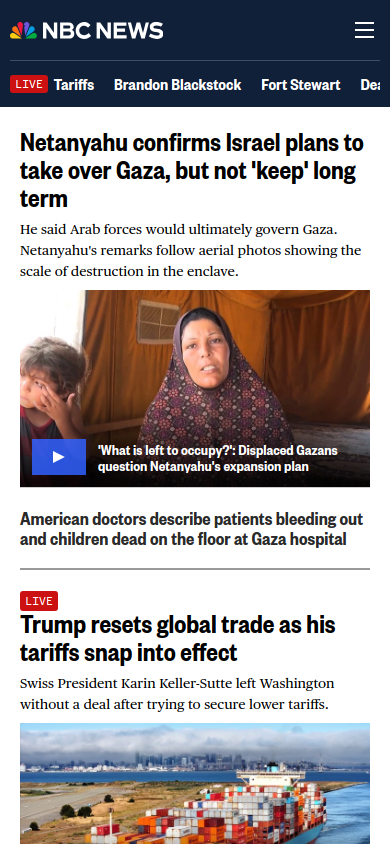 NBC NEWS
LIVE Tariffs Brandon Blackstock Fort Stewart
Netanyahu confirms Israel plans to
take over Gaza, but not 'keep' long
term
He said Arab forces would ultimately govern Gaza.
Netanyahu's remarks follow aerial photos showing the
scale of destruction in the enclave.
'What is left to occupy?': Displaced Gazans
question Netanyahu's expansion plan
American doctors describe patients bleeding out
and children dead on the floor at Gaza hospital
LIVE
Trump resets global trade as his
tariffs snap into effect
Swiss President Karin Keller-Sutte left Washington
without a deal after trying to secure lower tariffs.